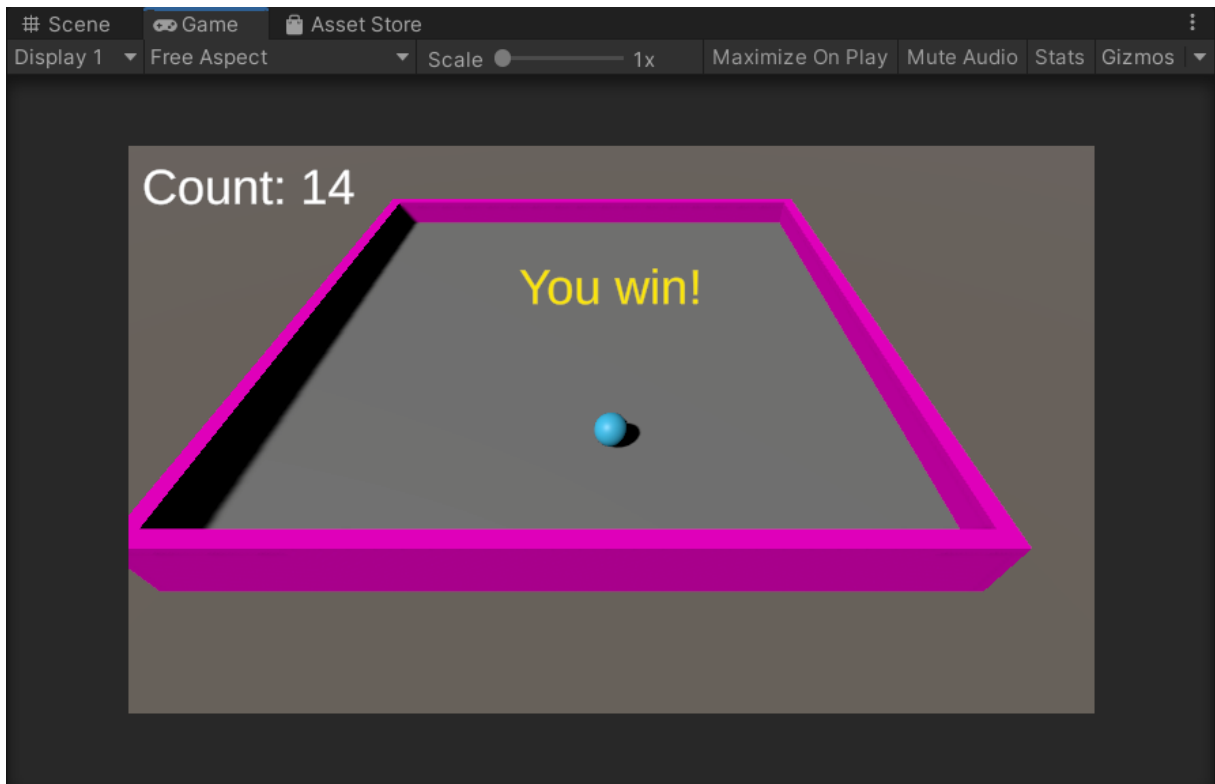 Scene Game Asset Store
Display 1 Free Aspect Scale 1x Maximize On Play Mute Audio Stats Gizmos
Count: 14
You win!